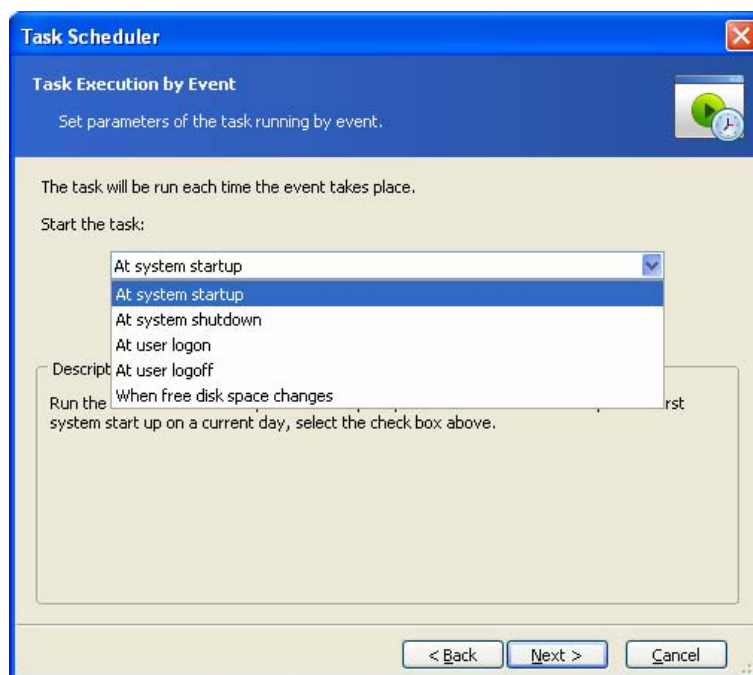 Task Scheduler
Task Execution by Event
Set parameters of the task running by event.
The task will be run each time the event takes place.
Start the task:
At system startup
At system startup
At system shutdown
At user logon
At user logoff
When free disk space changes
Run the
system start up on a current day, select the check box above.
< Back
Next >
Cancel